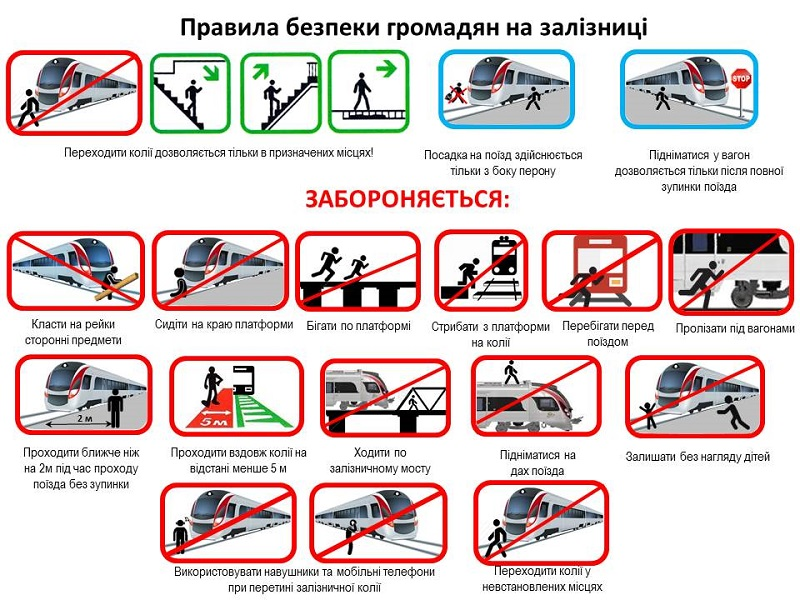 Правила безпеки громадян на залізниці
STOP
Переходити колії дозволяється тільки в призначених місцях!
Посадка на поїзд здійснюється
тільки з боку перону
Підніматися у вагон
дозволяється тільки після повної
зупинки поїзда
ЗАБОРОНЯЄТЬСЯ:
Класти на рейки
сторонні предмети
Сидіти на краю платформи
Бігати по платформі
Стрибати з платформи
на колії
Перебігати перед
поїздом
Пролізати під вагонами
2 м
5 м
Проходити ближче ніж
на 2м під час проходу
поїзда без зупинки
Проходити вздовж колії на
відстані менше 5 м
Ходити по
залізничному мосту
Підніматися на
дах поїзда
Залишати без нагляду дітей
Використовувати навушники та мобільні телефони
при перетині залізничної колії
Переходити колії у
невстановлених місцях